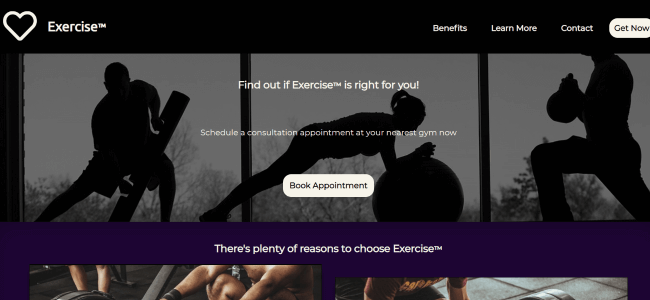 Exercise™
Benefits
Learn More
Contact
Get Now
Find out if Exercise™ is right for you!
Schedule a consultation appointment at your nearest gym now
Book Appointment
There's plenty of reasons to choose Exercise™